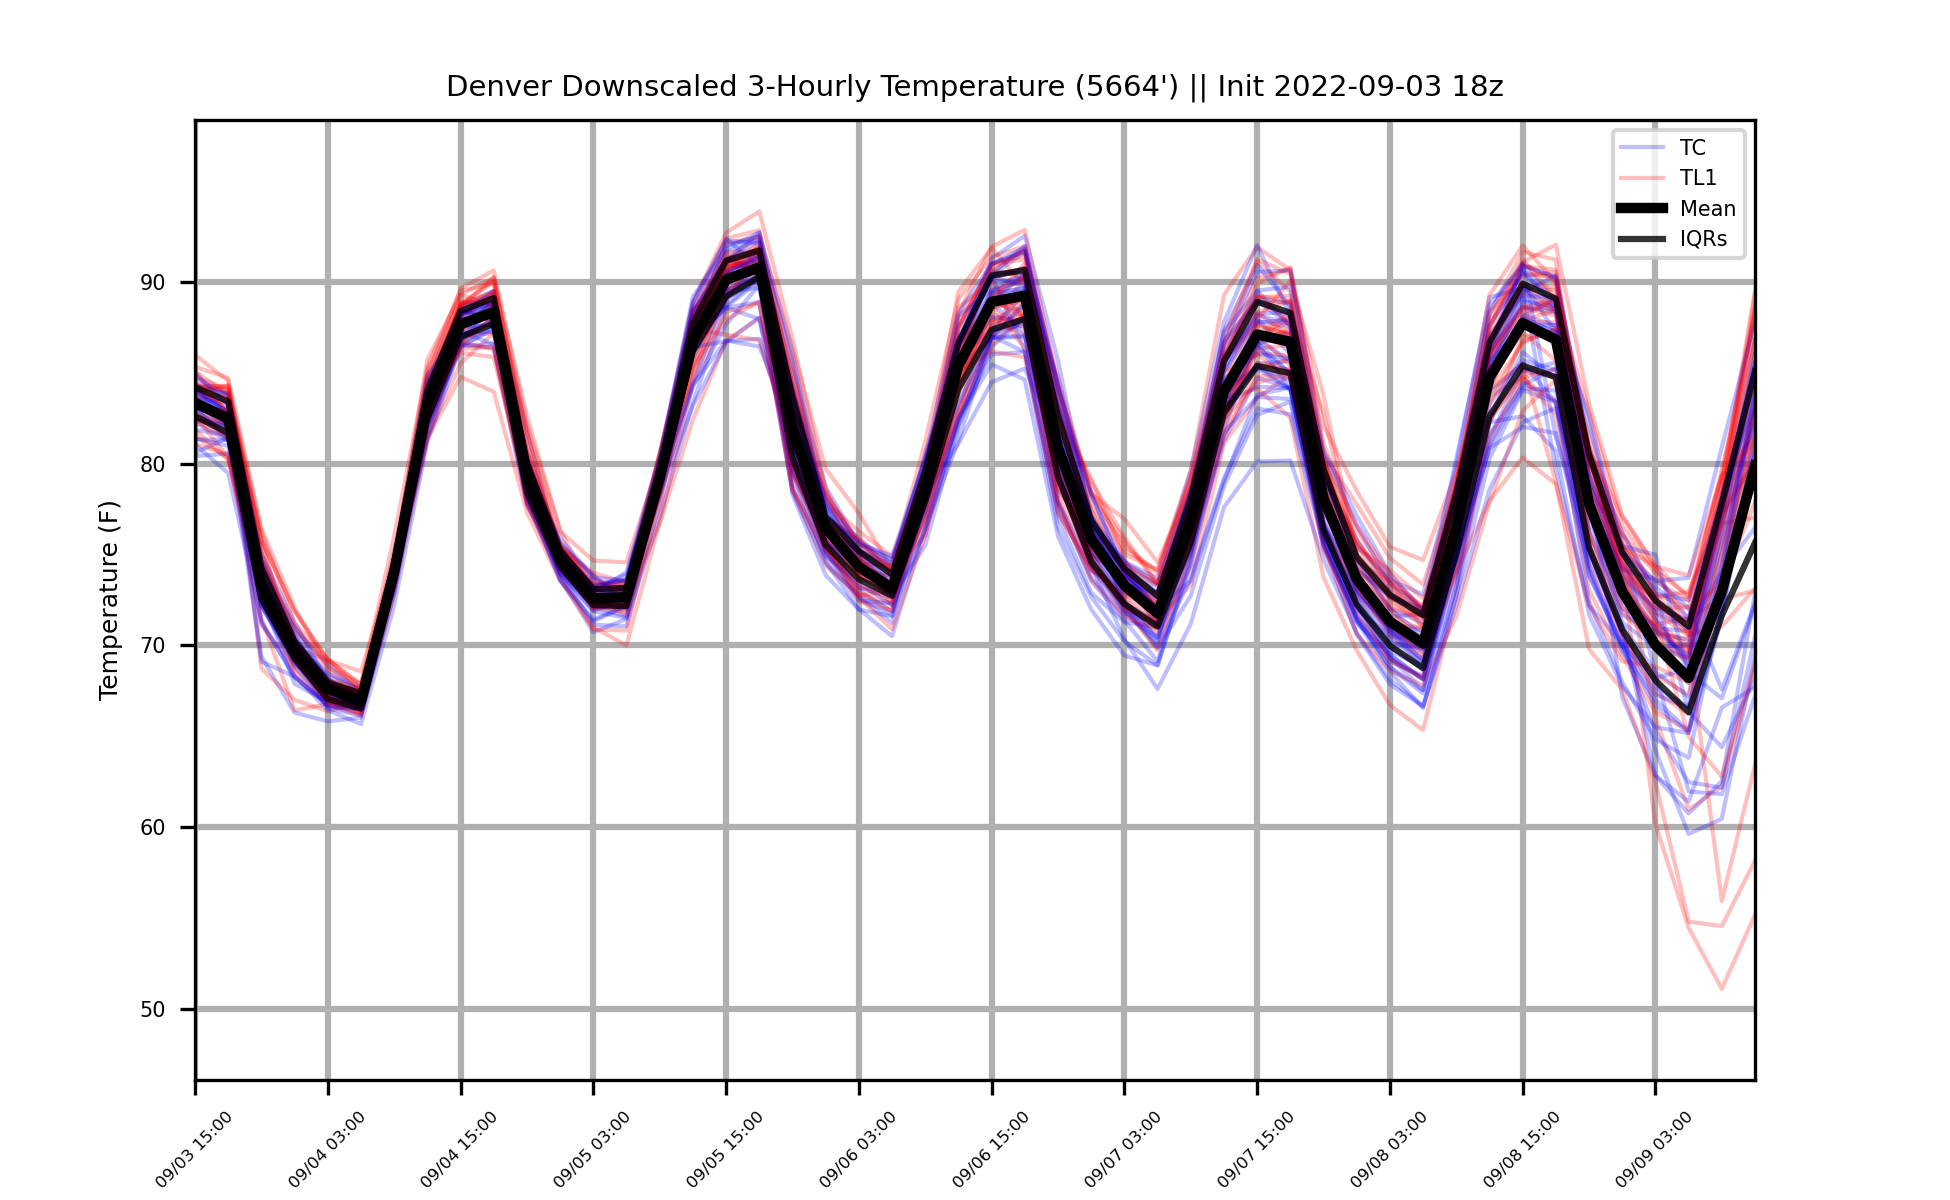 Denver Downscaled 3-Hourly Temperature (5664') || Init 2022-09-03 18z
TC
TL1
Mean
IQRs
Temperature (F)
90
80
70
60
50
09/03 15:00
09/04 03:00
09/04 15:00
09/05 03:00
09/05 15:00
09/06 03:00
09/06 15:00
09/07 03:00
09/07 15:00
09/08 03:00
09/08 15:00
09/09 03:00